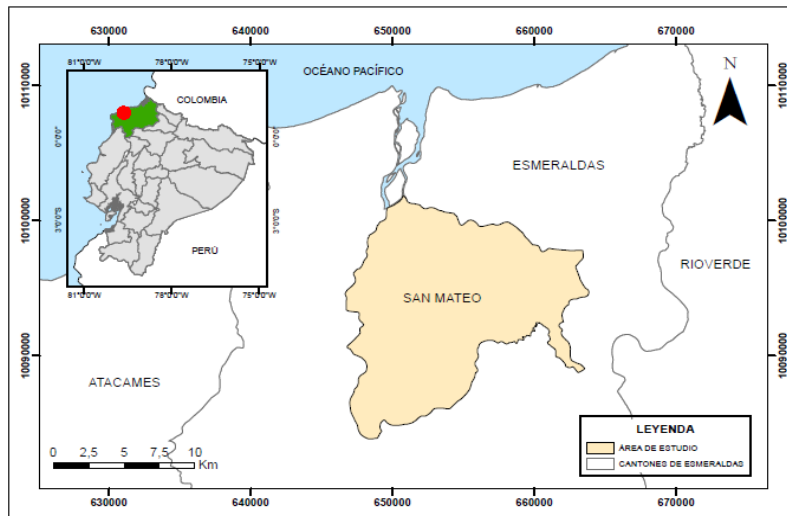 630000 640000 650000 660000 670000
81°0'0"W 78°0'0"W 75°0'0"W
OCÉANO PACÍFICO
N
COLOMBIA
10110000 10110000
0°0'0" 0°0'0"
ESMERALDAS
10100000 10100000
3°0'0"S 3°0'0"S
PERÚ
RIOVERDE
81°0'0"W 78°0'0"W 75°0'0"W
SAN MATEO
10090000 10090000
ATACAMES
LEYENDA
ÁREA DE ESTUDIO
CANTONES DE ESMERALDAS
0 2,5 5 7,5 10
Km
630000 640000 650000 660000 670000